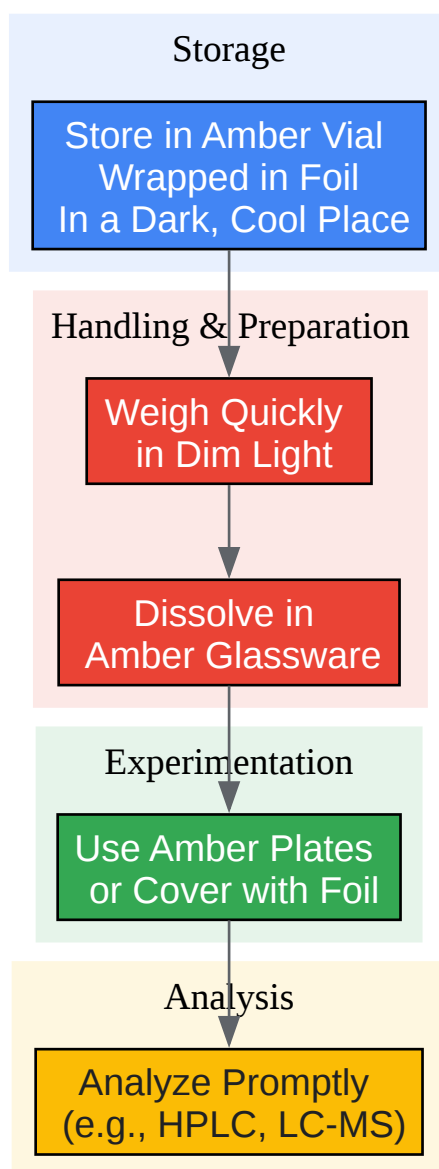 Storage
Store in Amber Vial
Wrapped in Foil
In a Dark, Cool Place
Handling & Preparation
Weigh Quickly
in Dim Light
Dissolve in
Amber Glassware
Experimentation
Use Amber Plates
or Cover with Foil
Analysis
Analyze Promptly
(e.g., HPLC, LC-MS)